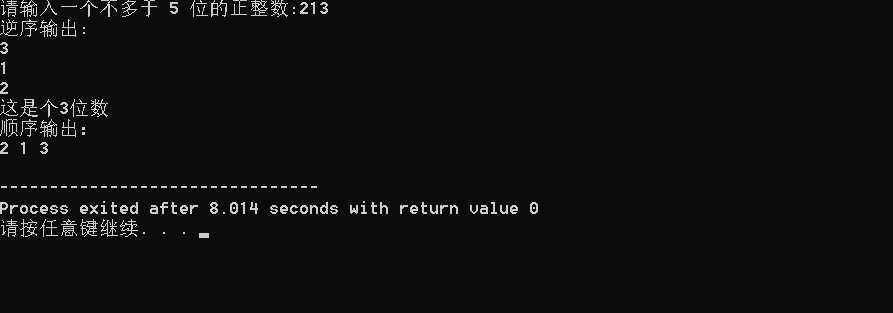 请输入一个不多于 5 位的正整数:213
逆序输出:
3
1
2
这是个3位数
顺序输出:
2 1 3
--------------------------------
Process exited after 8.014 seconds with return value 0
请按任意键继续. . .